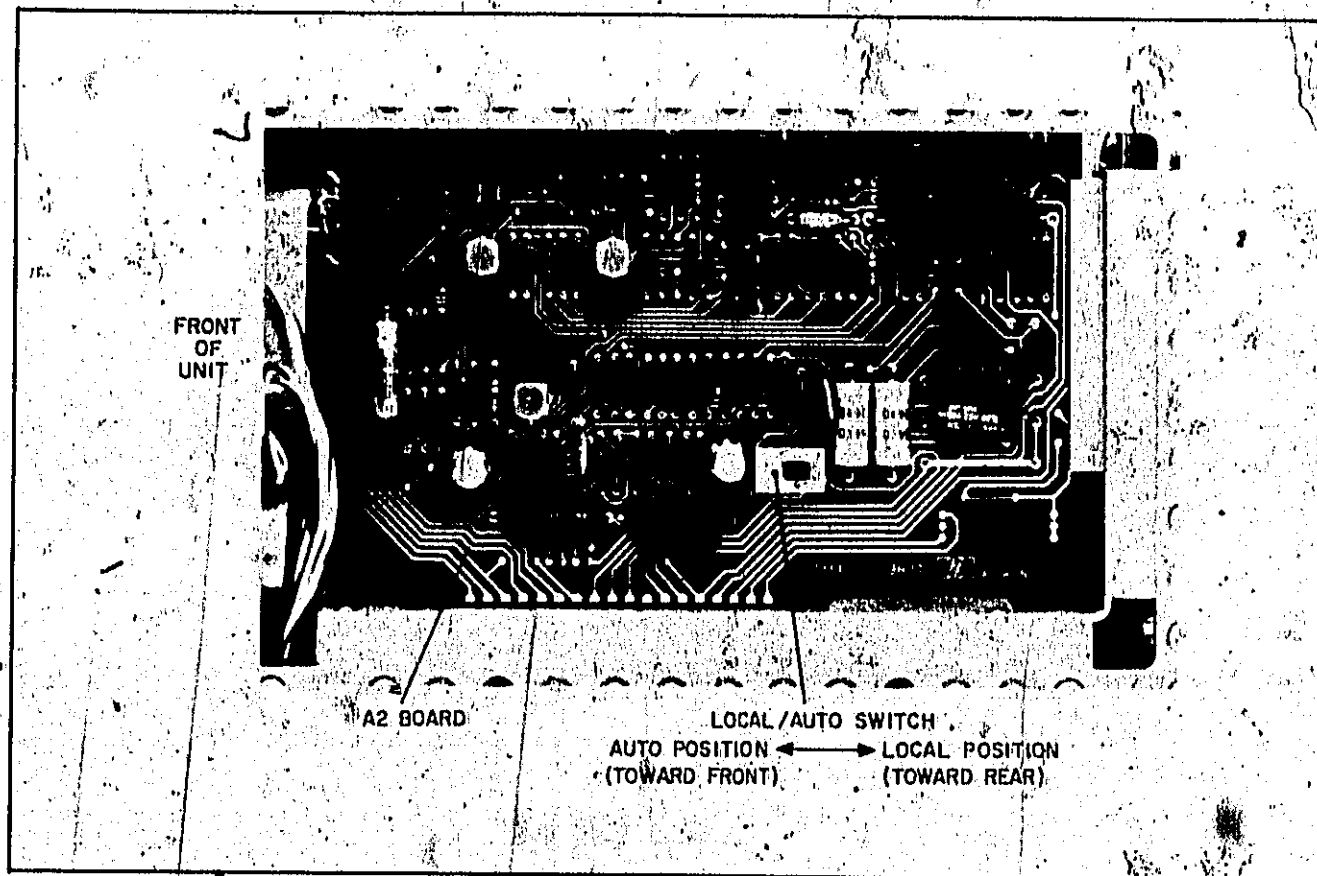 FRONT
OF
UNIT
A2 BOARD
LOCAL/AUTO SWITCH
AUTO POSITION
(TOWARD FRONT)
LOCAL POSITION
(TOWARD REAR)